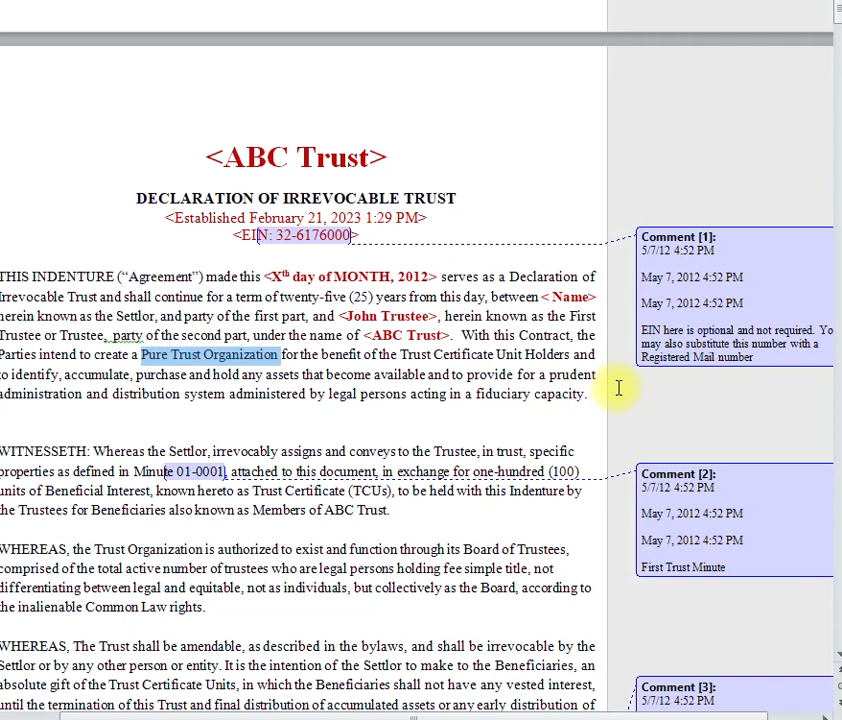 <ABC Trust>
DECLARATION OF IRREVOCABLE TRUST
<Established February 21, 2023 1:29 PM>
<EIN: 32-6176000>
THIS INDENTURE (“Agreement”) made this <Xth day of MONTH, 2012> serves as a Declaration of
Irrevocable Trust and shall continue for a term of twenty-five (25) years from this day, between < Name>
herein known as the Settlor, and party of the first part, and <John Trustee>, herein known as the First
Trustee or Trustee, party of the second part, under the name of <ABC Trust>. With this Contract, the
Parties intend to create a Pure Trust Organization for the benefit of the Trust Certificate Unit Holders and
to identify, accumulate, purchase and hold any assets that become available and to provide for a prudent
administration and distribution system administered by legal persons acting in a fiduciary capacity.
WITNESSETH: Whereas the Settlor, irrevocably assigns and conveys to the Trustee, in trust, specific
properties as defined in Minute 01-0001, attached to this document, in exchange for one-hundred (100)
units of Beneficial Interest, known hereto as Trust Certificate (TCUs), to be held with this Indenture by
the Trustees for Beneficiaries also known as Members of ABC Trust.
WHEREAS, the Trust Organization is authorized to exist and function through its Board of Trustees,
comprised of the total active number of trustees who are legal persons holding fee simple title, not
differentiating between legal and equitable, not as individuals, but collectively as the Board, according to
the inalienable Common Law rights.
WHEREAS, The Trust shall be amendable, as described in the bylaws, and shall be irrevocable by the
Settlor or by any other person or entity. It is the intention of the Settlor to make to the Beneficiaries, an
absolute gift of the Trust Certificate Units, in which the Beneficiaries shall not have any vested interest,
until the termination of this Trust and final distribution of accumulated assets or any early distribution of
Comment [1]:
5/7/12 4:52 PM
May 7, 2012 4:52 PM
May 7, 2012 4:52 PM
EIN here is optional and not required. Yo
may also substitute this number with a
Registered Mail number
Comment [2]:
5/7/12 4:52 PM
May 7, 2012 4:52 PM
May 7, 2012 4:52 PM
First Trust Minute
Comment [3]:
5/7/12 4:52 PM